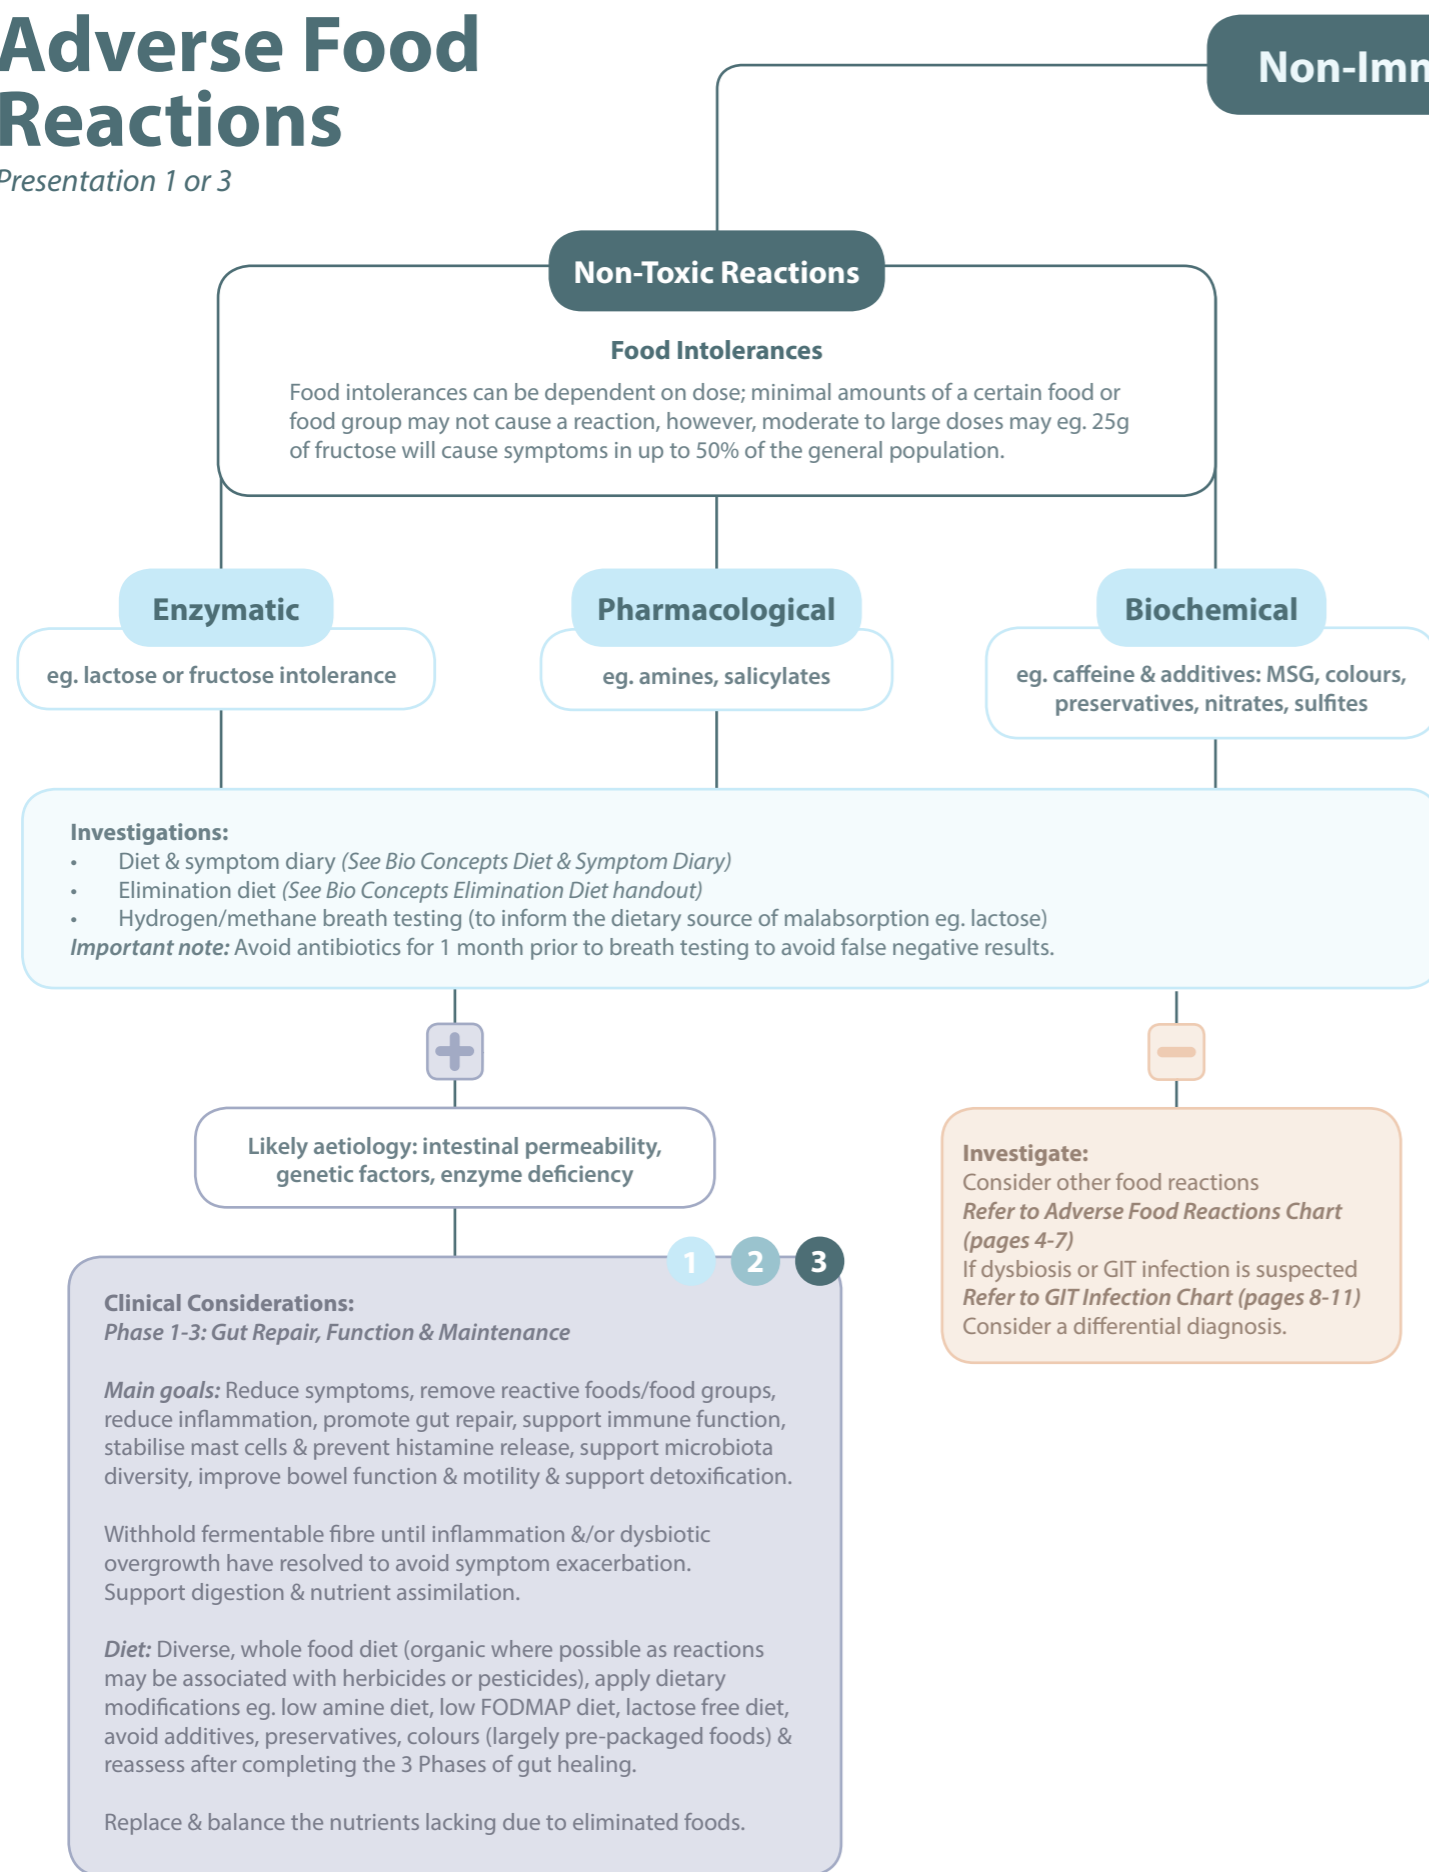 Adverse Food
Reactions
Presentation 1 or 3
Non-Imm
Non-Toxic Reactions
Food Intolerances
Food intolerances can be dependent on dose; minimal amounts of a certain food or
food group may not cause a reaction, however, moderate to large doses may eg. 25g
of fructose will cause symptoms in up to 50% of the general population.
Enzymatic
eg. lactose or fructose intolerance
Pharmacological
eg. amines, salicylates
Biochemical
eg. caffeine & additives: MSG, colours,
preservatives, nitrates, sulfites
Investigations:
• Diet & symptom diary (See Bio Concepts Diet & Symptom Diary)
• Elimination diet (See Bio Concepts Elimination Diet handout)
• Hydrogen/methane breath testing (to inform the dietary source of malabsorption eg. lactose)
Important note: Avoid antibiotics for 1 month prior to breath testing to avoid false negative results.
+
−
Likely aetiology: intestinal permeability,
genetic factors, enzyme deficiency
Investigate:
Consider other food reactions
Refer to Adverse Food Reactions Chart
(pages 4-7)
If dysbiosis or GIT infection is suspected
Refer to GIT Infection Chart (pages 8-11)
Consider a differential diagnosis.
1 2 3
Clinical Considerations:
Phase 1-3: Gut Repair, Function & Maintenance
Main goals: Reduce symptoms, remove reactive foods/food groups,
reduce inflammation, promote gut repair, support immune function,
stabilise mast cells & prevent histamine release, support microbiota
diversity, improve bowel function & motility & support detoxification.
Withhold fermentable fibre until inflammation &/or dysbiotic
overgrowth have resolved to avoid symptom exacerbation.
Support digestion & nutrient assimilation.
Diet: Diverse, whole food diet (organic where possible as reactions
may be associated with herbicides or pesticides), apply dietary
modifications eg. low amine diet, low FODMAP diet, lactose free diet,
avoid additives, preservatives, colours (largely pre-packaged foods) &
reassess after completing the 3 Phases of gut healing.
Replace & balance the nutrients lacking due to eliminated foods.